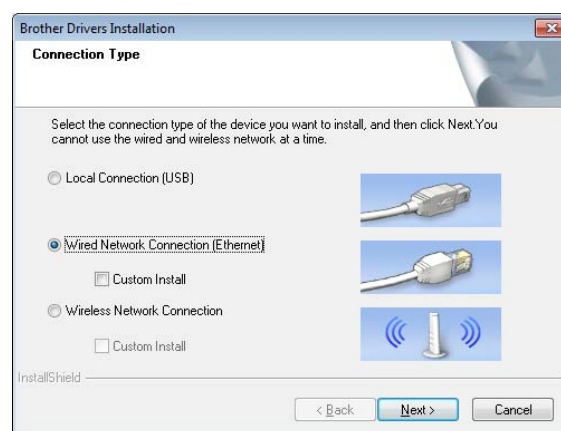 Brother Drivers Installation
Connection Type
Select the connection type of the device you want to install, and then click Next.You
cannot use the wired and wireless network at a time.
Local Connection (USB)
Wired Network Connection (Ethernet)
Custom Install
Wireless Network Connection
Custom Install
InstallShield
< Back
Next >
Cancel